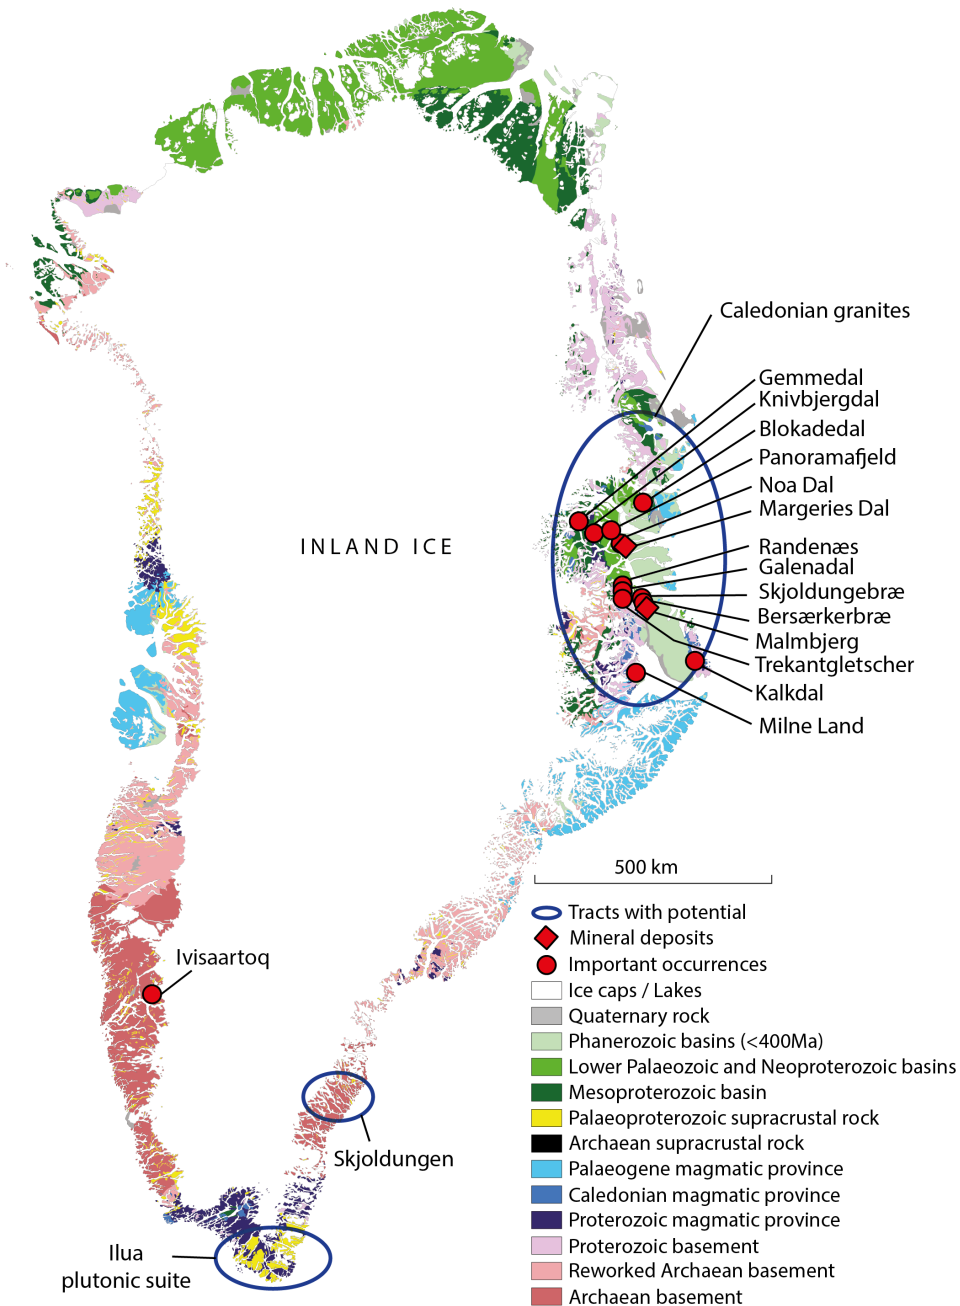 Caledonian granites
Gemmedal
Knivbjergdal
Blokadedal
Panoramafjeld
Noa Dal
Margeries Dal
INLAND ICE
Randenæs
Galenadal
Skjoldungebræ
Bersærkerbræ
Malmbjerg
Trekantgletscher
Kalkdal
Milne Land
500 km
Tracts with potential
Mineral deposits
Important occurrences
Ice caps / Lakes
Quaternary rock
Phanerozoic basins (<400Ma)
Lower Palaeozoic and Neoproterozoic basins
Mesoproterozoic basin
Palaeoproterozoic supracrustal rock
Archaean supracrustal rock
Palaeogene magmatic province
Caledonian magmatic province
Proterozoic magmatic province
Proterozoic basement
Reworked Archaean basement
Archaean basement
Ivisaartoq
Skjoldungen
Ilua
plutonic suite